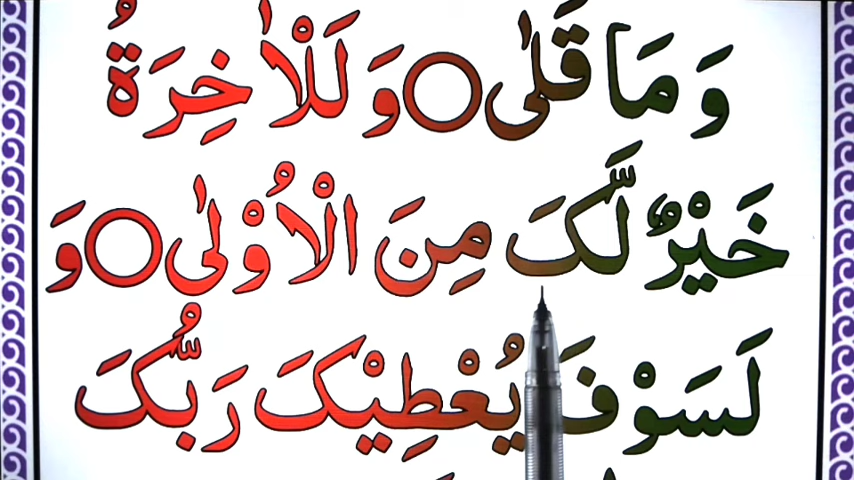 وَمَا قَلٰى ○ وَلَلْاٰخِرَةُ
خَيْرٌ لَّكَ مِنَ الْاُوْلٰى ○ وَ
لَسَوْفَ يُعْطِيْكَ رَبُّكَ